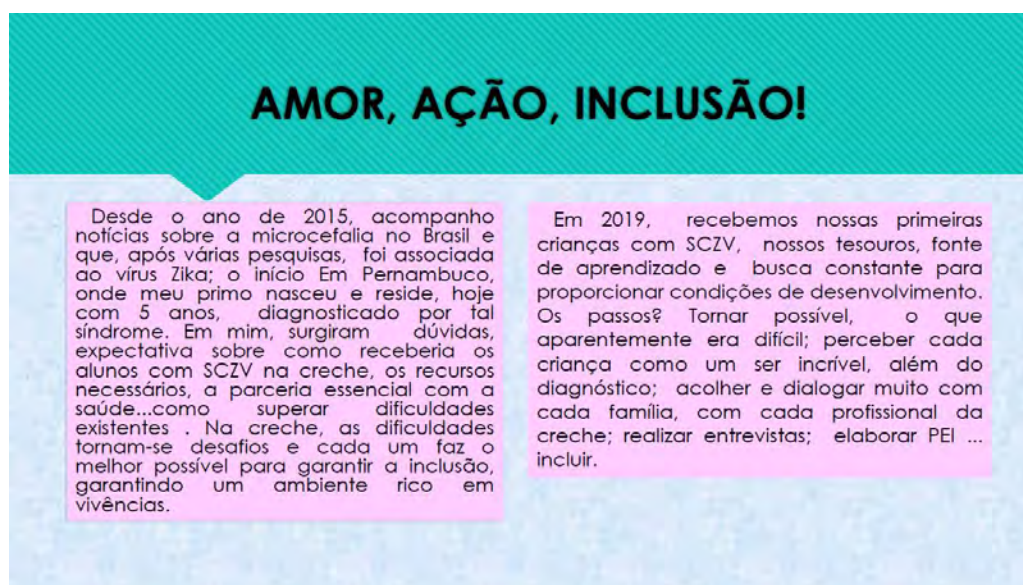 AMOR, AÇÃO, INCLUSÃO!
Desde o ano de 2015, acompanho
notícias sobre a microcefalia no Brasil e
que, após várias pesquisas, foi associada
ao vírus Zika; o início Em Pernambuco,
onde meu primo nasceu e reside, hoje
com 5 anos, diagnosticado por tal
síndrome. Em mim, surgiram dúvidas,
expectativa sobre como receberia os
alunos com SCZV na creche, os recursos
necessários, a parceria essencial com a
saúde...como superar dificuldades
existentes . Na creche, as dificuldades
tornam-se desafios e cada um faz o
melhor possível para garantir a inclusão,
garantindo um ambiente rico em
vivências.
Em 2019, recebemos nossas primeiras
crianças com SCZV, nossos tesouros, fonte
de aprendizado e busca constante para
proporcionar condições de desenvolvimento.
Os passos? Tornar possível, o que
aparentemente era difícil; perceber cada
criança como um ser incrível, além do
diagnóstico; acolher e dialogar muito com
cada família, com cada profissional da
creche; realizar entrevistas; elaborar PEI ...
incluir.